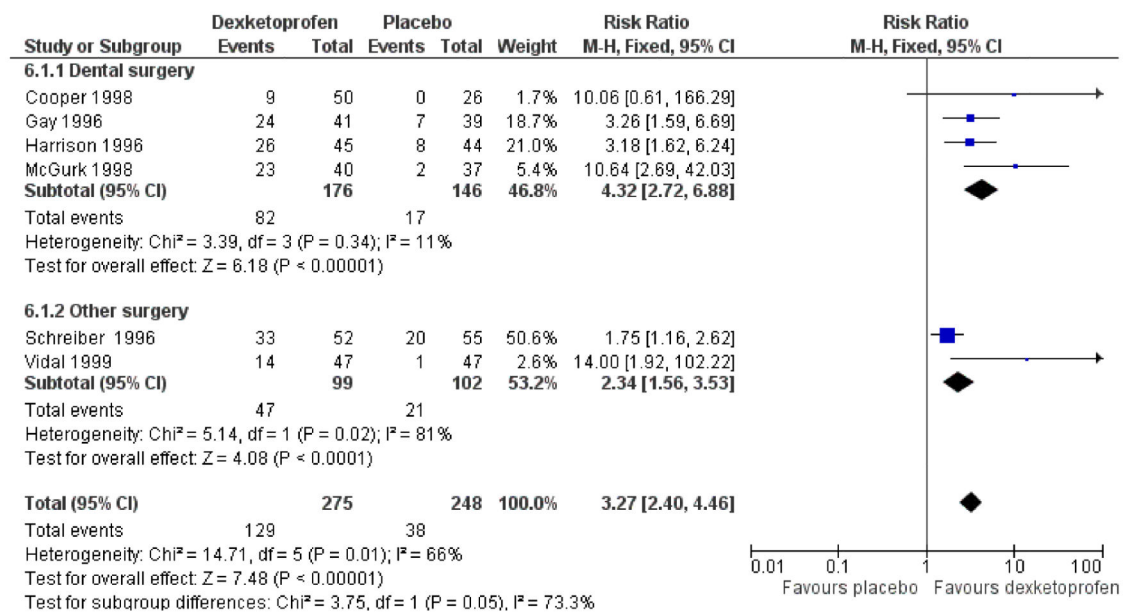 Dexketoprofen Placebo Risk Ratio Risk Ratio
Study or Subgroup Events Total Events Total Weight M-H, Fixed, 95% CI M-H, Fixed, 95% CI
6.1.1 Dental surgery
Cooper 1998 9 50 0 26 1.7% 10.06 [0.61, 166.29]
Gay 1996 24 41 7 39 18.7% 3.26 [1.59, 6.69]
Harrison 1996 26 45 8 44 21.0% 3.18 [1.62, 6.24]
McGurk 1998 23 40 2 37 5.4% 10.64 [2.69, 42.03]
Subtotal (95% CI) 176 146 46.8% 4.32 [2.72, 6.88]
Total events 82 17
Heterogeneity: Chi² = 3.39, df = 3 (P = 0.34); I² = 11%
Test for overall effect: Z = 6.18 (P < 0.00001)
6.1.2 Other surgery
Schreiber 1996 33 52 20 55 50.6% 1.75 [1.16, 2.62]
Vidal 1999 14 47 1 47 2.6% 14.00 [1.92, 102.22]
Subtotal (95% CI) 99 102 53.2% 2.34 [1.56, 3.53]
Total events 47 21
Heterogeneity: Chi² = 5.14, df = 1 (P = 0.02); I² = 81%
Test for overall effect: Z = 4.08 (P < 0.0001)
Total (95% CI) 275 248 100.0% 3.27 [2.40, 4.46]
Total events 129 38
Heterogeneity: Chi² = 14.71, df = 5 (P = 0.01); I² = 66%
Test for overall effect: Z = 7.48 (P < 0.00001)
Test for subgroup differences: Chi² = 3.75, df = 1 (P = 0.05), I² = 73.3%
0.01 0.1 1 10 100
Favours placebo Favours dexketoprofen